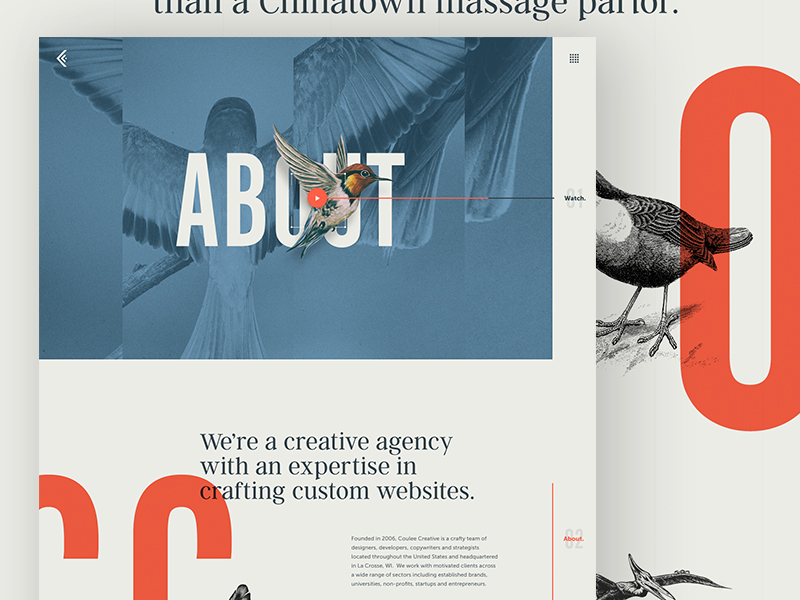 than a Chinatown massage parlor.
ABOUT
01
Watch.
We're a creative agency
with an expertise in
crafting custom websites.
Founded in 2006, Coulee Creative is a crafty team of
designers, developers, copywriters and strategists
located throughout the United States and headquartered
in La Crosse, WI.  We work with motivated clients across
a wide range of sectors including established brands,
universities, non-profits, startups and entrepreneurs.
02
About.